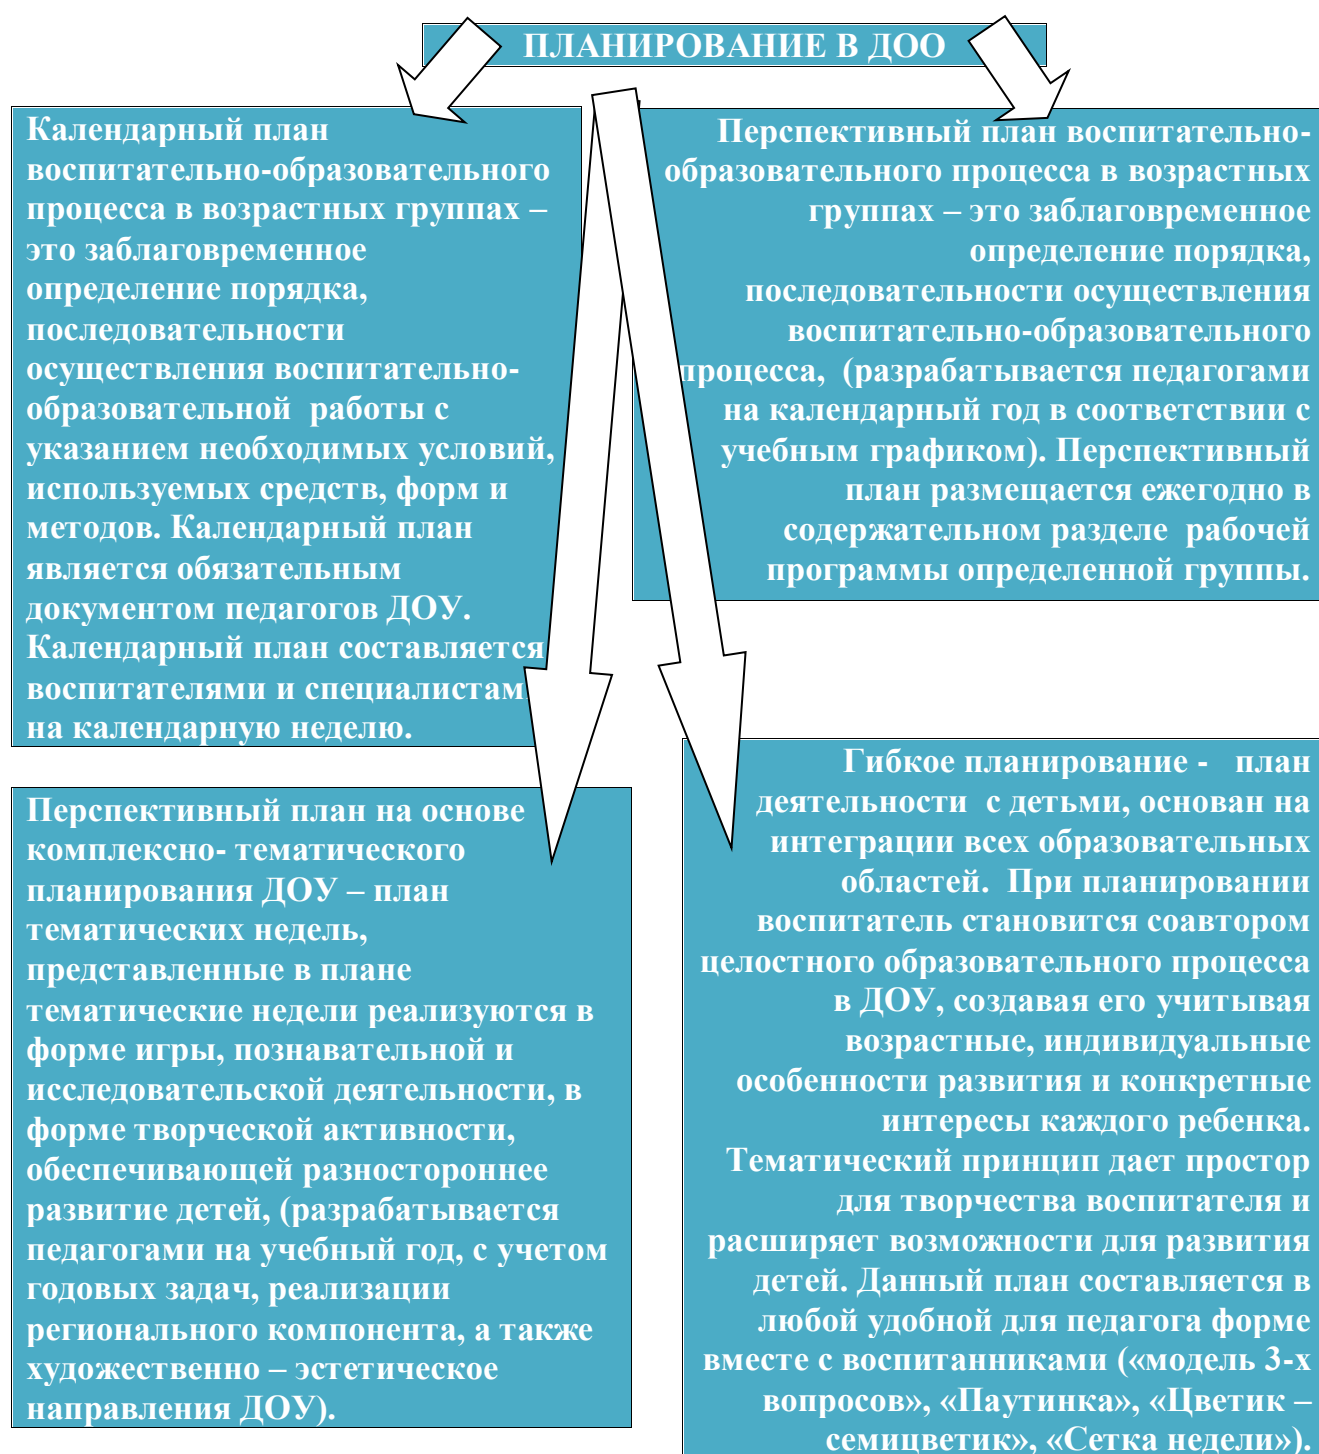 ПЛАНИРОВАНИЕ В ДОО
Календарный план
воспитательно-образовательного
процесса в возрастных группах –
это заблаговременное
определение порядка,
последовательности
осуществления воспитательно-
образовательной работы с
указанием необходимых условий,
используемых средств, форм и
методов. Календарный план
является обязательным
документом педагогов ДОУ.
Календарный план составляется
воспитателями и специалистам
на календарную неделю.
Перспективный план воспитательно-
образовательного процесса в возрастных
группах – это заблаговременное
определение порядка,
последовательности осуществления
воспитательно-образовательного
процесса, (разрабатывается педагогами
на календарный год в соответствии с
учебным графиком). Перспективный
план размещается ежегодно в
содержательном разделе рабочей
программы определенной группы.
Перспективный план на основе
комплексно- тематического
планирования ДОУ – план
тематических недель,
представленные в плане
тематические недели реализуются в
форме игры, познавательной и
исследовательской деятельности, в
форме творческой активности,
обеспечивающей разностороннее
развитие детей, (разрабатывается
педагогами на учебный год, с учетом
годовых задач, реализации
регионального компонента, а также
художественно – эстетическое
направления ДОУ).
Гибкое планирование - план
деятельности с детьми, основан на
интеграции всех образовательных
областей. При планировании
воспитатель становится соавтором
целостного образовательного процесса
в ДОУ, создавая его учитывая
возрастные, индивидуальные
особенности развития и конкретные
интересы каждого ребенка.
Тематический принцип дает простор
для творчества воспитателя и
расширяет возможности для развития
детей. Данный план составляется в
любой удобной для педагога форме
вместе с воспитанниками («модель 3-х
вопросов», «Паутинка», «Цветик –
семицветик», «Сетка недели»).